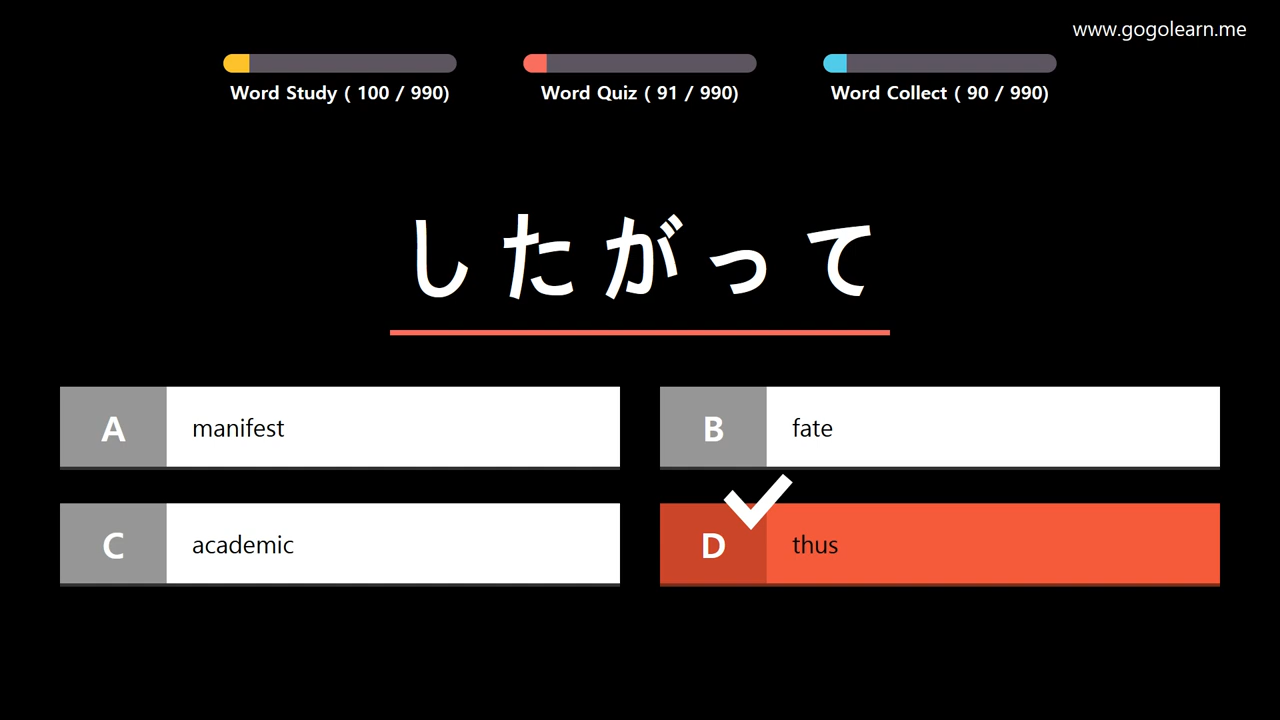 www.gogolearn.me
Word Study ( 100 / 990)
Word Quiz ( 91 / 990)
Word Collect ( 90 / 990)
したがって
A manifest
B fate
C academic
D thus